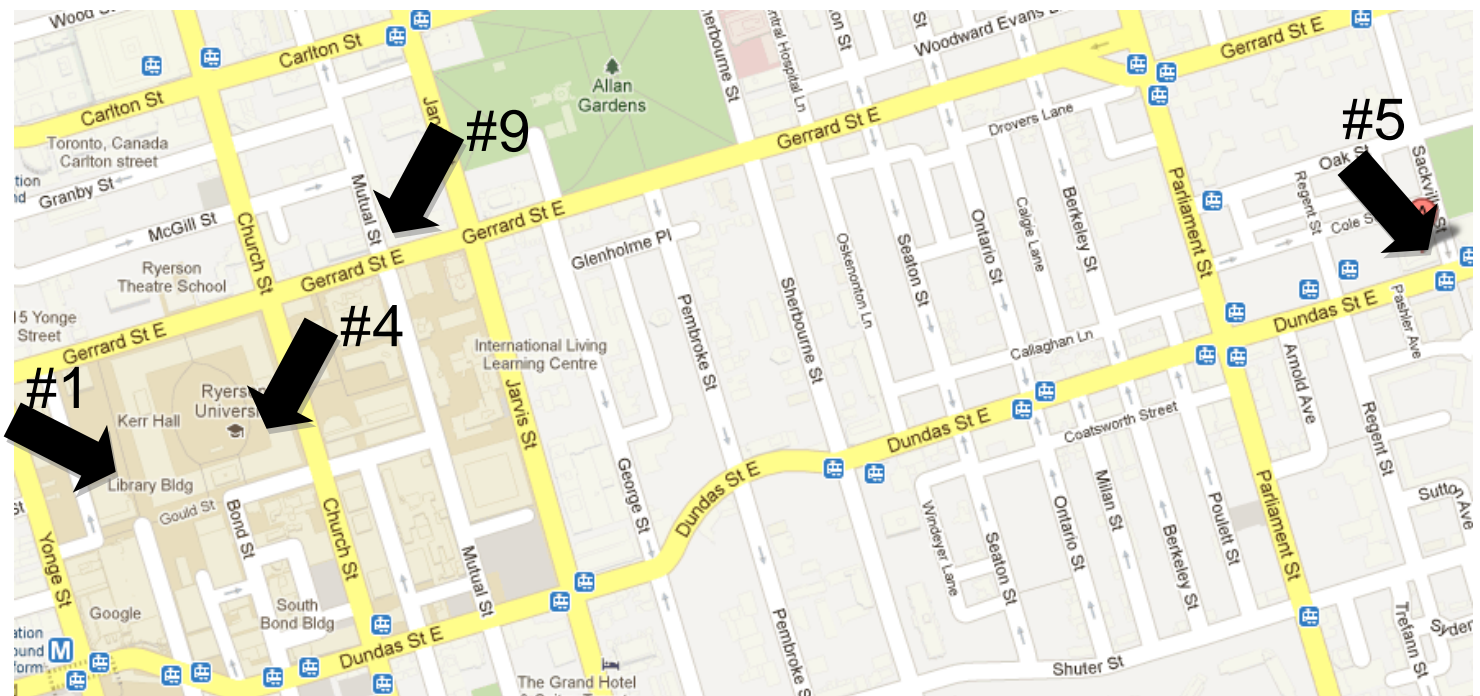 Wood St
Carlton St
Carlton St
Toronto, Canada
Carlton street
Granby St
McGill St
Mutual St
Church St
Ryerson
Theatre School
Gerrard St E
Gerrard St E
Gerrard St E
Gerrard St E
Gerrard St E
Allan
Gardens
#9
#4
#1
#5
Woodward Evans
Drovers Lane
Oak St
Sackville St
Regent St
Cole S
Parliament St
Glenholme Pl
Pembroke St
Sherbourne St
Oskenonton Ln
Seaton St
Ontario St
Calgie Lane
Berkeley St
Callaghan Ln
Dundas St E
Pashler Ave
Arnold Ave
Regent St
Street
Kerr Hall
Library Bldg
Gould St
Bond St
Church St
International Living
Learning Centre
Jarvis St
George St
Dundas St E
Dundas St E
Coatsworth Street
Windeyer Lane
Seaton St
Ontario St
Milan St
Berkeley St
Poulett St
Parliament St
Sutton Ave
Trefann St
Yonge St
Google
South
Bond Bldg
Mutual St
Dundas St E
M
The Grand Hotel
Pembroke S
Shuter St